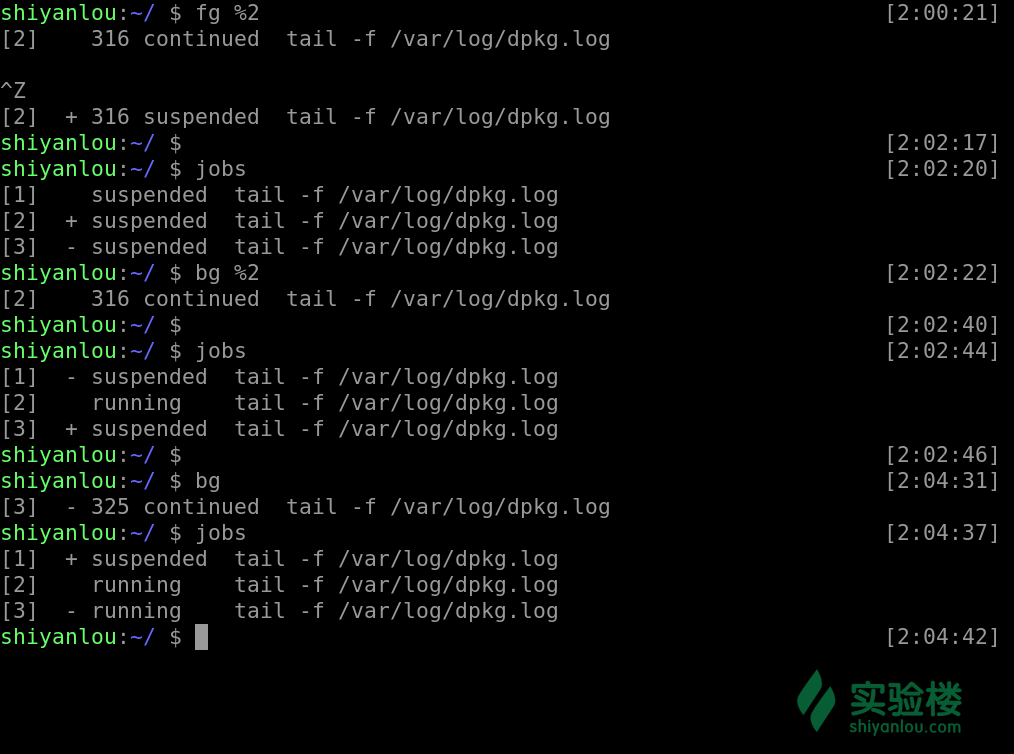 shiyanlou:~/ $ fg %2 [2:00:21]
[2]    316 continued  tail -f /var/log/dpkg.log
^Z
[2]  + 316 suspended  tail -f /var/log/dpkg.log
shiyanlou:~/ $ [2:02:17]
shiyanlou:~/ $ jobs [2:02:20]
[1]    suspended  tail -f /var/log/dpkg.log
[2]  + suspended  tail -f /var/log/dpkg.log
[3]  - suspended  tail -f /var/log/dpkg.log
shiyanlou:~/ $ bg %2 [2:02:22]
[2]    316 continued  tail -f /var/log/dpkg.log
shiyanlou:~/ $ [2:02:40]
shiyanlou:~/ $ jobs [2:02:44]
[1]  - suspended  tail -f /var/log/dpkg.log
[2]    running    tail -f /var/log/dpkg.log
[3]  + suspended  tail -f /var/log/dpkg.log
shiyanlou:~/ $ [2:02:46]
shiyanlou:~/ $ bg [2:04:31]
[3]  - 325 continued  tail -f /var/log/dpkg.log
shiyanlou:~/ $ jobs [2:04:37]
[1]  + suspended  tail -f /var/log/dpkg.log
[2]    running    tail -f /var/log/dpkg.log
[3]  - running    tail -f /var/log/dpkg.log
shiyanlou:~/ $ [2:04:42]
实验楼
shiyanlou.com